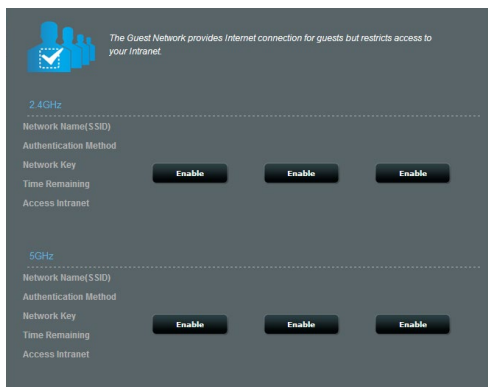 The Guest Network provides Internet connection for guests but restricts access to
your Intranet.
2.4GHz
Network Name(SSID)
Authentication Method
Network Key
Enable Enable Enable
Time Remaining
Access Intranet
5GHz
Network Name(SSID)
Authentication Method
Network Key
Enable Enable Enable
Time Remaining
Access Intranet